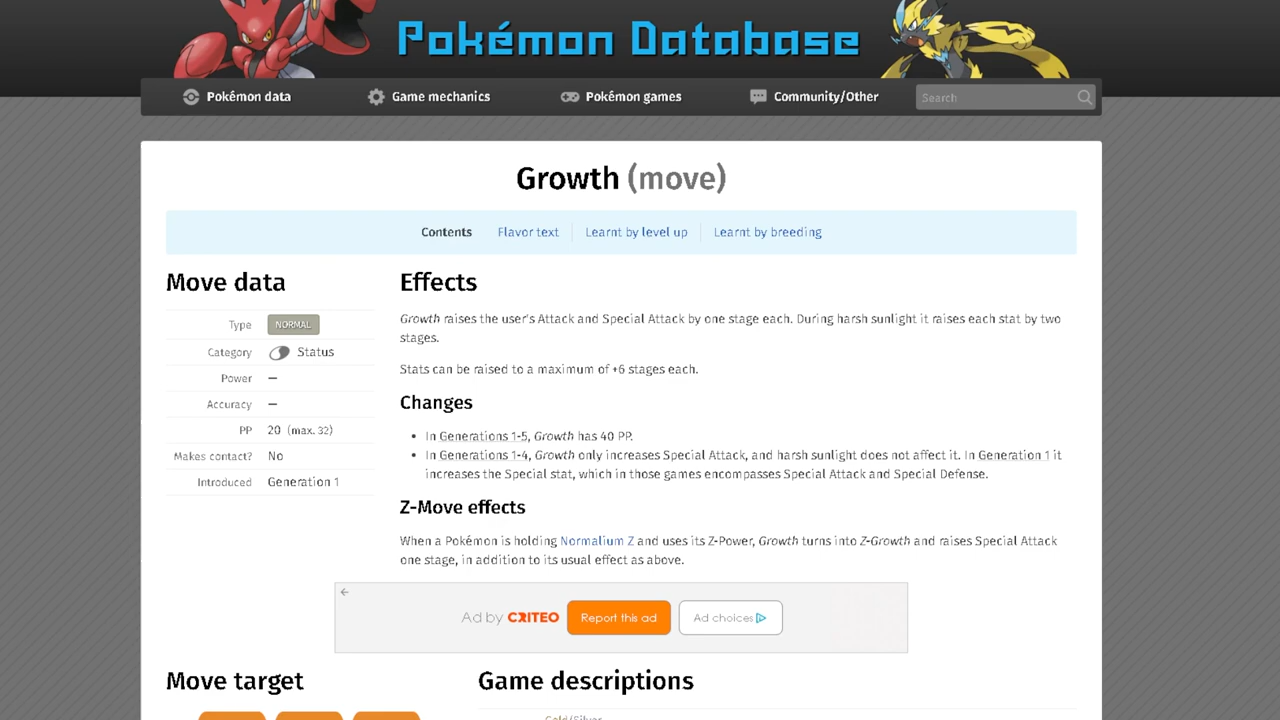 Pokémon Database
Pokémon data
Game mechanics
Pokémon games
Community/Other
Search
Growth (move)
Contents
Flavor text
Learnt by level up
Learnt by breeding
Move data
Type NORMAL
Category Status
Power —
Accuracy —
PP 20 (max. 32)
Makes contact? No
Introduced Generation 1
Effects
Growth raises the user's Attack and Special Attack by one stage each. During harsh sunlight it raises each stat by two
stages.
Stats can be raised to a maximum of +6 stages each.
Changes
• In Generations 1-5, Growth has 40 PP.
• In Generations 1-4, Growth only increases Special Attack, and harsh sunlight does not affect it. In Generation 1 it
increases the Special stat, which in those games encompasses Special Attack and Special Defense.
Z-Move effects
When a Pokémon is holding Normalium Z and uses its Z-Power, Growth turns into Z-Growth and raises Special Attack
one stage, in addition to its usual effect as above.
Ad by CRITEO
Report this ad
Ad choices
Move target
Game descriptions
Gold/Silver